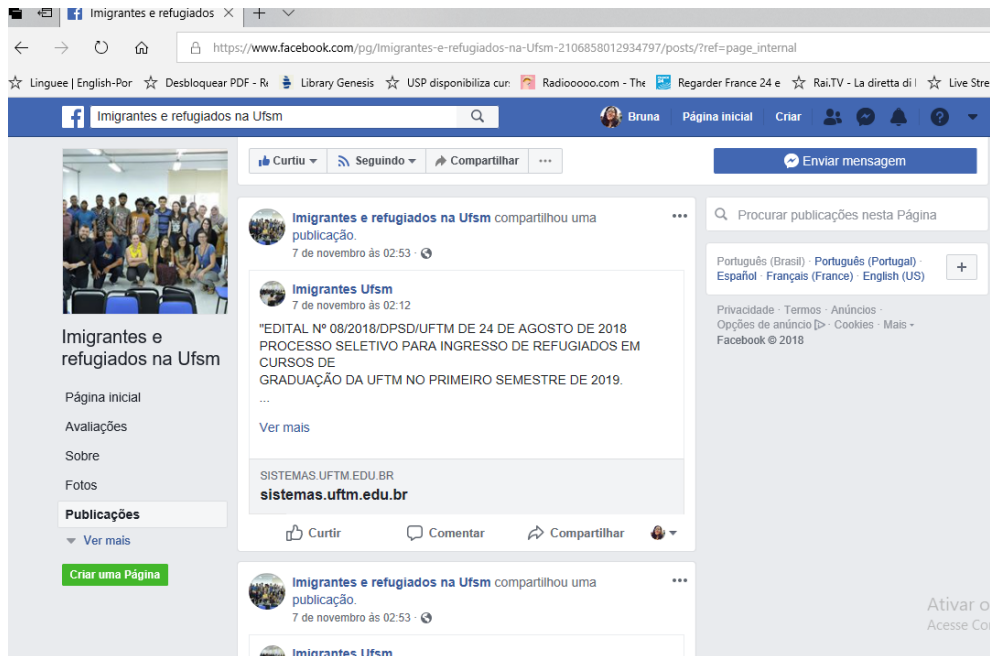 Imigrantes e refugiados
https://www.facebook.com/pg/Imigrantes-e-refugiados-na-Ufsm-2106858012934797/posts/?ref=page_internal
Linguee | English-Por Desbloquear PDF - Re Library Genesis USP disponibiliza cur: Radiooooo.com - The Regarder France 24 e Rai.TV - La diretta di Live Stre
Imigrantes e refugiados na Ufsm
Bruna Página inicial Criar
Curtiu Seguindo Compartilhar ...
Enviar mensagem
Imigrantes e
refugiados na Ufsm
Página inicial
Avaliações
Sobre
Fotos
Publicações
Ver mais
Criar uma Página
Imigrantes e refugiados na Ufsm compartilhou uma
publicação.
7 de novembro às 02:53 ·
Imigrantes Ufsm
7 de novembro às 02:12
"EDITAL Nº 08/2018/DPSD/UFTM DE 24 DE AGOSTO DE 2018
PROCESSO SELETIVO PARA INGRESSO DE REFUGIADOS EM
CURSOS DE
GRADUAÇÃO DA UFTM NO PRIMEIRO SEMESTRE DE 2019.
...
Ver mais
SISTEMAS.UFTM.EDU.BR
sistemas.uftm.edu.br
Curtir Comentar Compartilhar
Imigrantes e refugiados na Ufsm compartilhou uma
publicação.
7 de novembro às 02:53 ·
Imigrantes Ufsm
Procurar publicações nesta Página
Português (Brasil) · Português (Portugal) ·
Español · Français (France) · English (US)
Privacidade · Termos · Anúncios ·
Opções de anúncio · Cookies · Mais
Facebook © 2018
Ativar o
Acesse Co